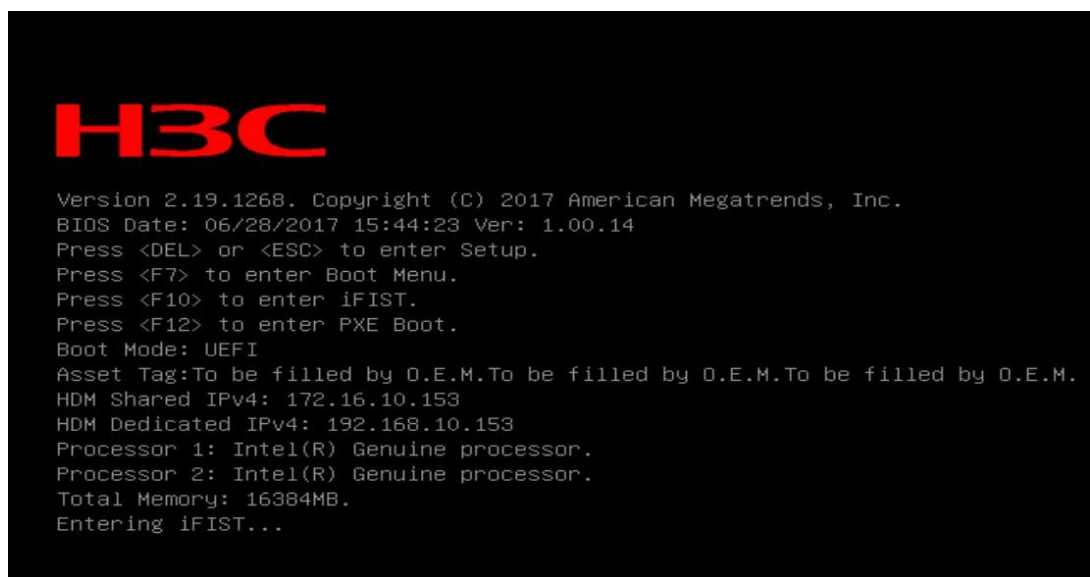 H3C
Version 2.19.1268. Copyright (C) 2017 American Megatrends, Inc.
BIOS Date: 06/28/2017 15:44:23 Ver: 1.00.14
Press <DEL> or <ESC> to enter Setup.
Press <F7> to enter Boot Menu.
Press <F10> to enter iFIST.
Press <F12> to enter PXE Boot.
Boot Mode: UEFI
Asset Tag:To be filled by O.E.M.To be filled by O.E.M.To be filled by O.E.M.
HDM Shared IPv4: 172.16.10.153
HDM Dedicated IPv4: 192.168.10.153
Processor 1: Intel(R) Genuine processor.
Processor 2: Intel(R) Genuine processor.
Total Memory: 16384MB.
Entering iFIST...